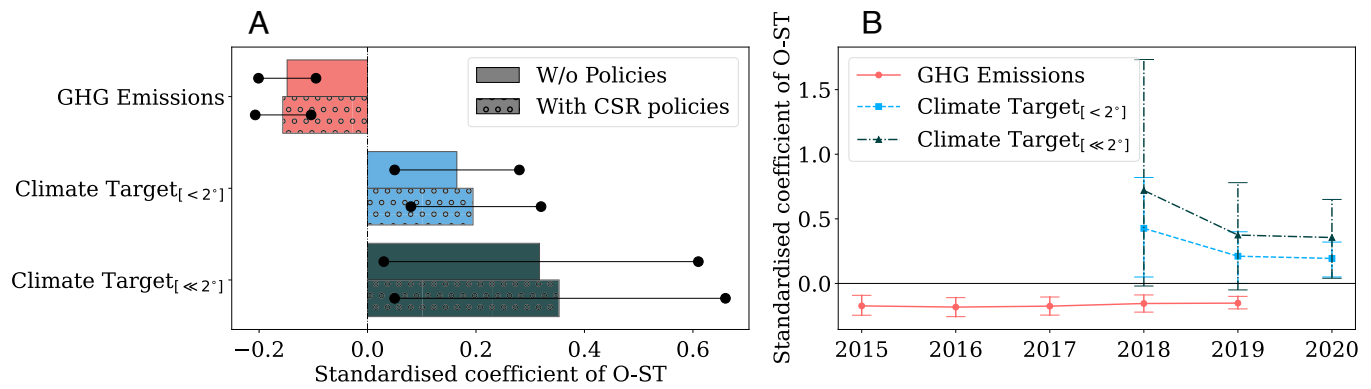 A
GHG Emissions
Climate Target[<2°]
Climate Target[≪2°]
W/o Policies
With CSR policies
−0.2 0.0 0.2 0.4 0.6
Standardised coefficient of O-ST
B
Standardised coefficient of O-ST
1.5
1.0
0.5
0.0
GHG Emissions
Climate Target[<2°]
Climate Target[≪2°]
2015 2016 2017 2018 2019 2020